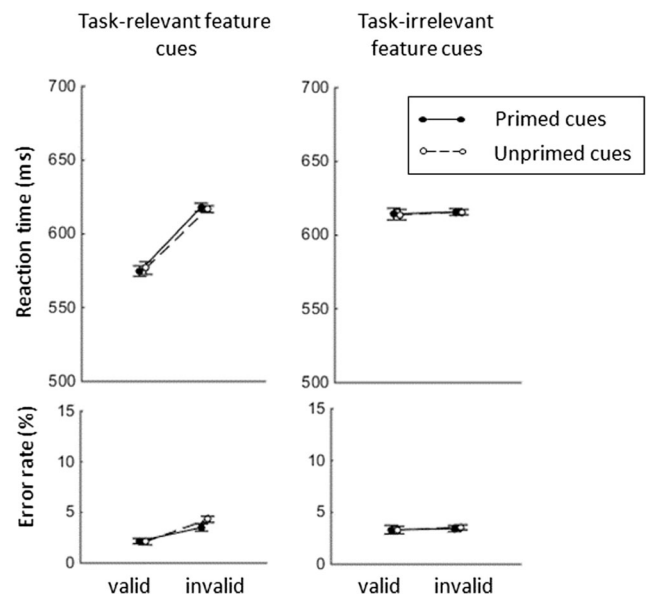 Task-relevant feature
cues
Task-irrelevant
feature cues
Reaction time (ms)
700
650
600
550
500
700
650
600
550
500
Primed cues
Unprimed cues
Error rate (%)
15
10
5
0
15
10
5
0
valid
invalid
valid
invalid